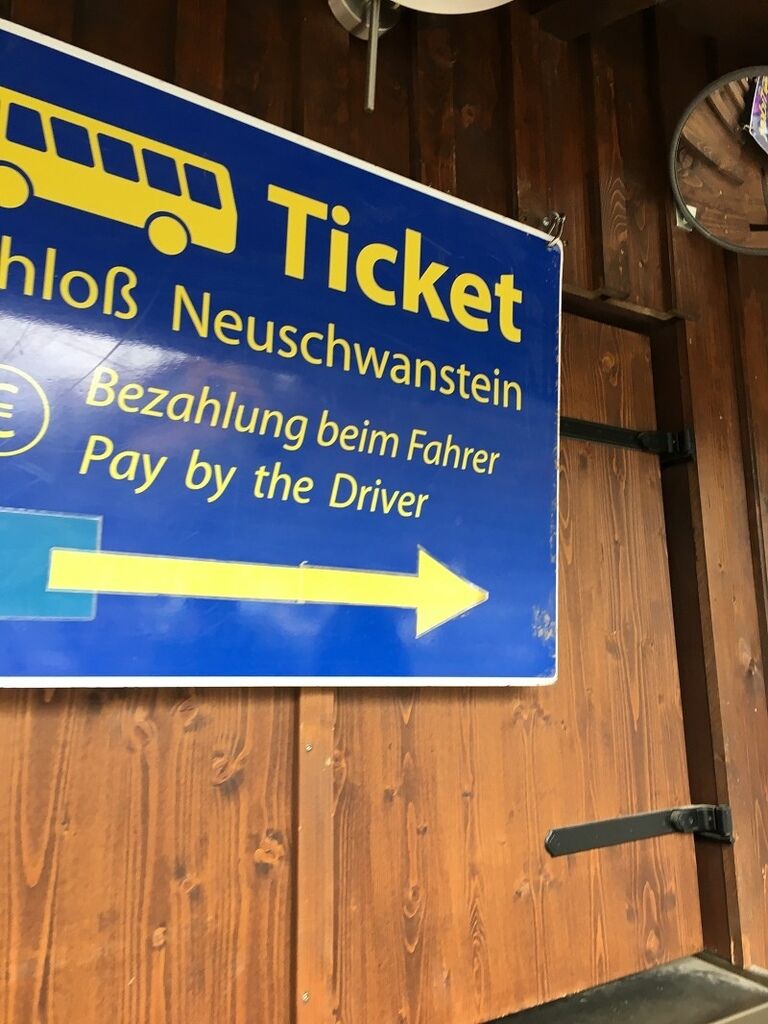 Ticket
hloß Neuschwanstein
€
Bezahlung beim Fahrer
Pay by the Driver